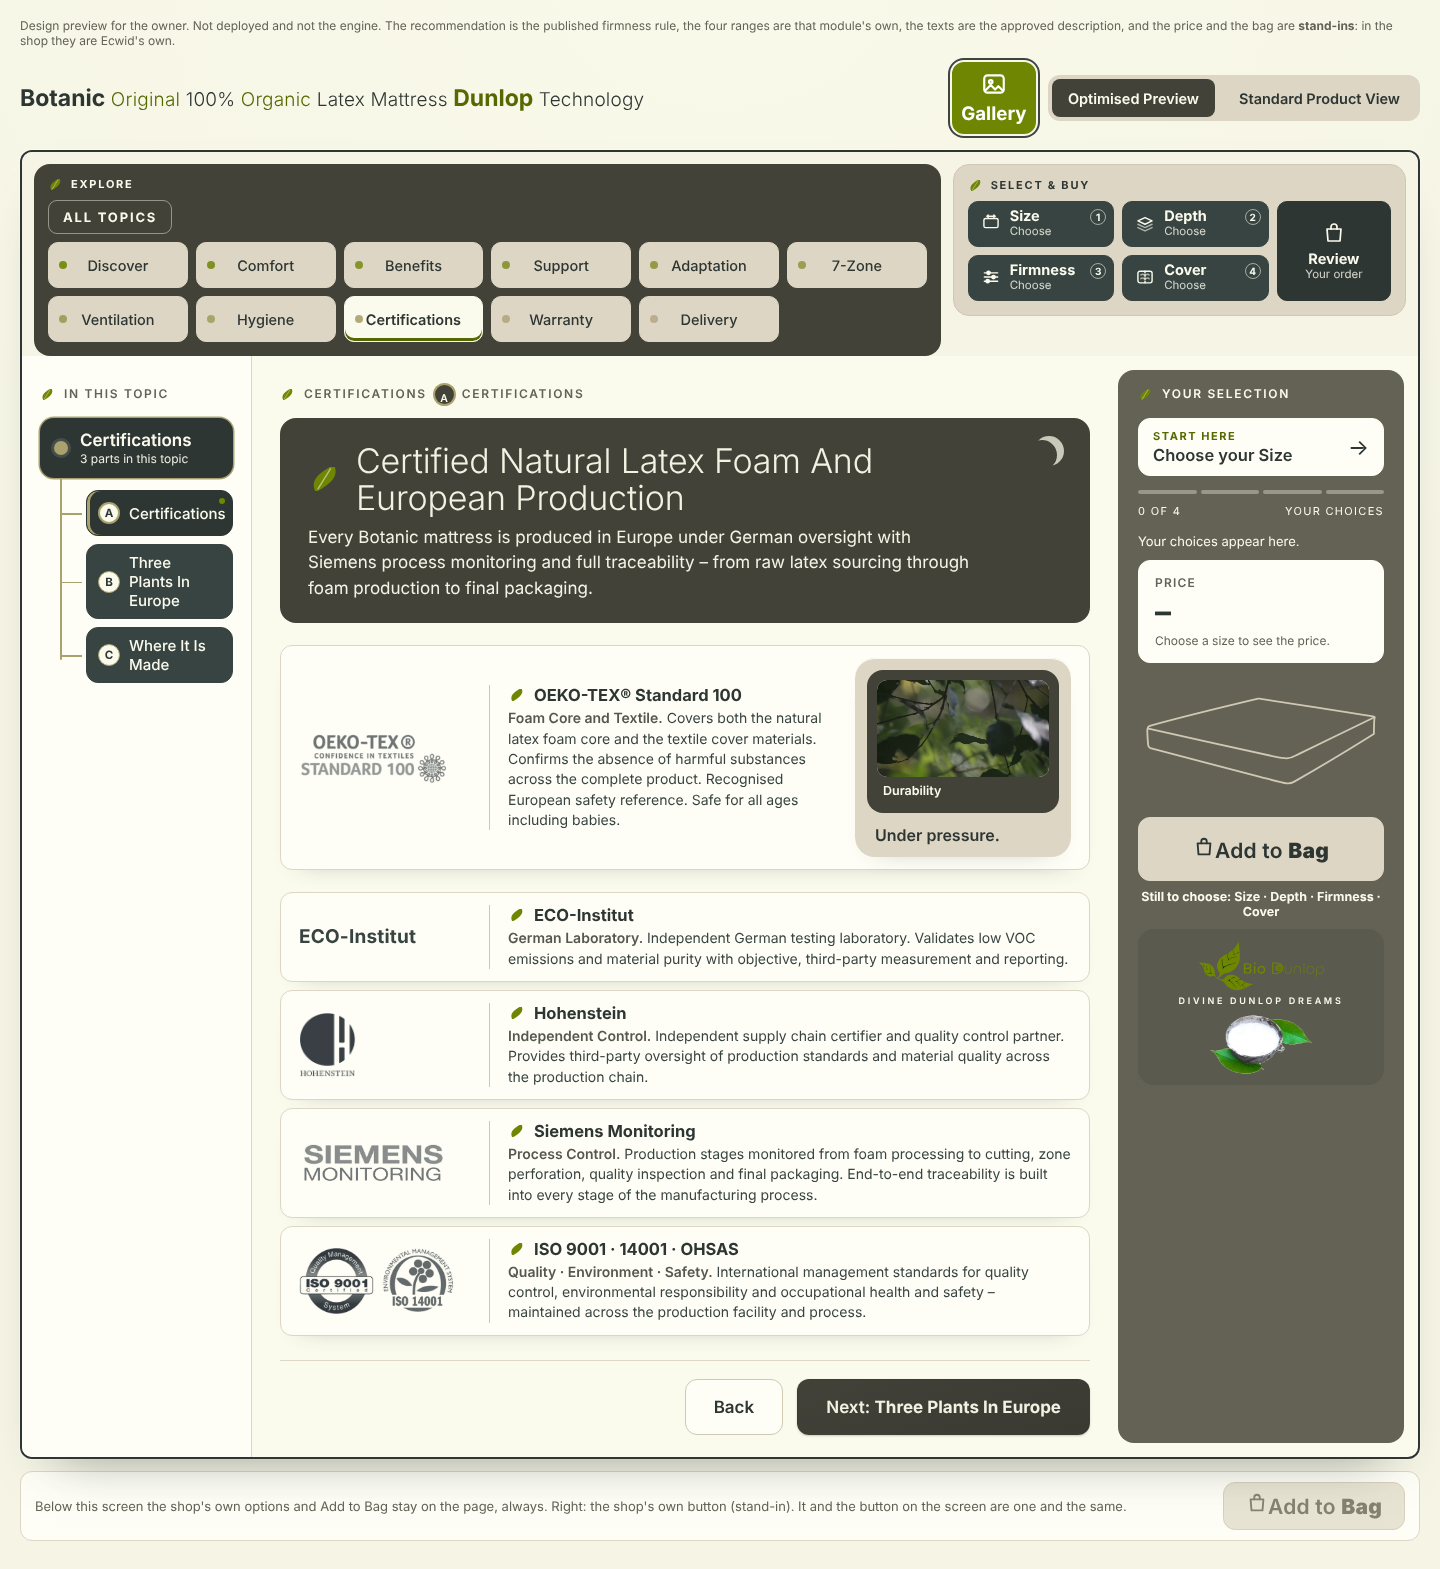 Design preview for the owner. Not deployed and not the engine. The recommendation is the published firmness rule, the four ranges are that module's own, the texts are the approved description, and the price and the bag are stand-ins: in the
shop they are Ecwid's own.
Botanic Original 100% Organic Latex Mattress Dunlop Technology
Gallery
Optimised Preview
Standard Product View
EXPLORE
ALL TOPICS
Discover
Comfort
Benefits
Support
Adaptation
7-Zone
Ventilation
Hygiene
Certifications
Warranty
Delivery
SELECT & BUY
Size
Choose
1
Depth
Choose
2
Firmness
Choose
3
Cover
Choose
4
Review
Your order
IN THIS TOPIC
Certifications
3 parts in this topic
A Certifications
B Three
Plants In
Europe
C Where It Is
Made
CERTIFICATIONS A CERTIFICATIONS
Certified Natural Latex Foam And
European Production
Every Botanic mattress is produced in Europe under German oversight with
Siemens process monitoring and full traceability – from raw latex sourcing through
foam production to final packaging.
OEKO-TEX®
CONFIDENCE IN TEXTILES
STANDARD 100
OEKO-TEX® Standard 100
Foam Core and Textile. Covers both the natural
latex foam core and the textile cover materials.
Confirms the absence of harmful substances
across the complete product. Recognised
European safety reference. Safe for all ages
including babies.
Durability
Under pressure.
ECO-Institut
ECO-Institut
German Laboratory. Independent German testing laboratory. Validates low VOC
emissions and material purity with objective, third-party measurement and reporting.
HOHENSTEIN
Hohenstein
Independent Control. Independent supply chain certifier and quality control partner.
Provides third-party oversight of production standards and material quality across
the production chain.
SIEMENS
MONITORING
Siemens Monitoring
Process Control. Production stages monitored from foam processing to cutting, zone
perforation, quality inspection and final packaging. End-to-end traceability is built
into every stage of the manufacturing process.
Quality Management
ISO 9001
Certified
System
ENVIRONMENTAL MANAGEMENT SYSTEM
ISO 14001
ISO 9001 · 14001 · OHSAS
Quality · Environment · Safety. International management standards for quality
control, environmental responsibility and occupational health and safety –
maintained across the production facility and process.
Back
Next: Three Plants In Europe
YOUR SELECTION
START HERE
Choose your Size
0 OF 4
YOUR CHOICES
Your choices appear here.
PRICE
–
Choose a size to see the price.
Add to Bag
Still to choose: Size · Depth · Firmness ·
Cover
Bio Dunlop
DIVINE DUNLOP DREAMS
Below this screen the shop's own options and Add to Bag stay on the page, always. Right: the shop's own button (stand-in). It and the button on the screen are one and the same.
Add to Bag